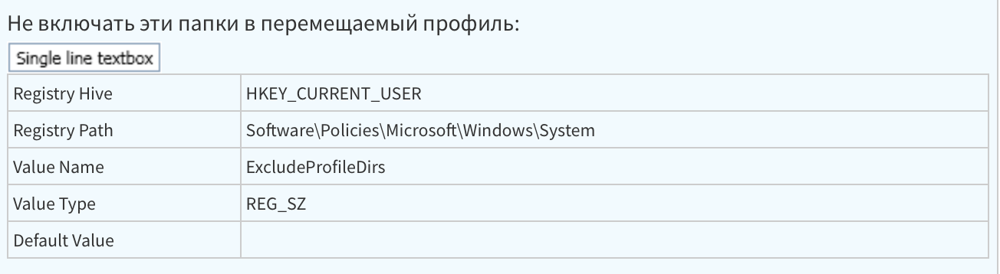 Не включать эти папки в перемещаемый профиль:
Single line textbox
Registry Hive HKEY_CURRENT_USER
Registry Path Software\Policies\Microsoft\Windows\System
Value Name ExcludeProfileDirs
Value Type REG_SZ
Default Value